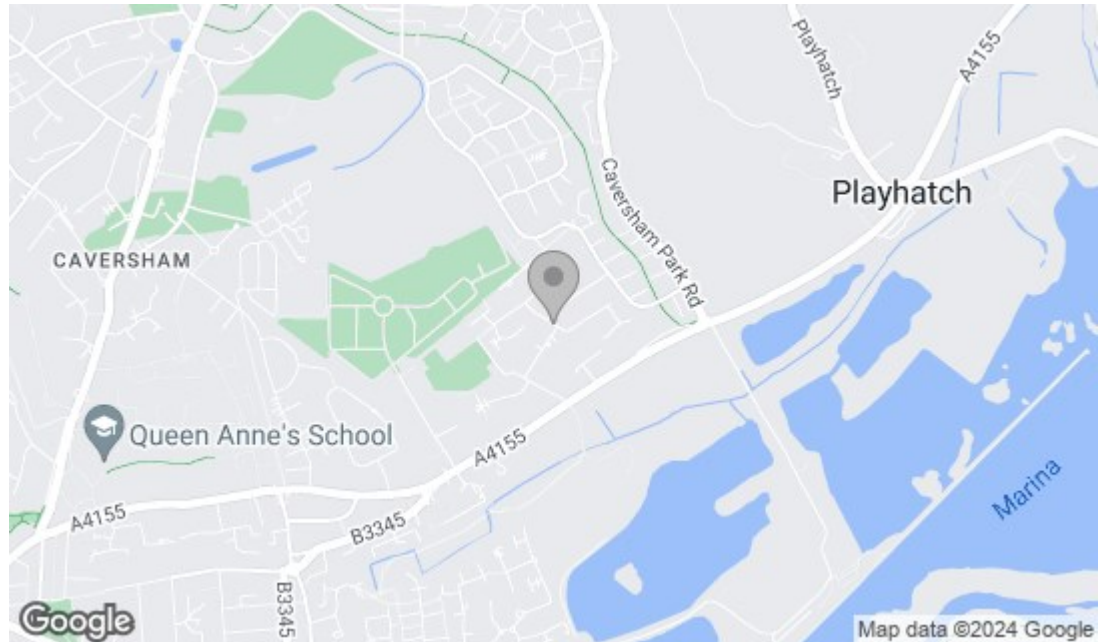 Playhatch
A4155
Caversham Park Rd
Playhatch
CAVERSHAM
Queen Anne's School
A4155
Marina
A4155
B3345
B3345
Google
Map data ©2024 Google